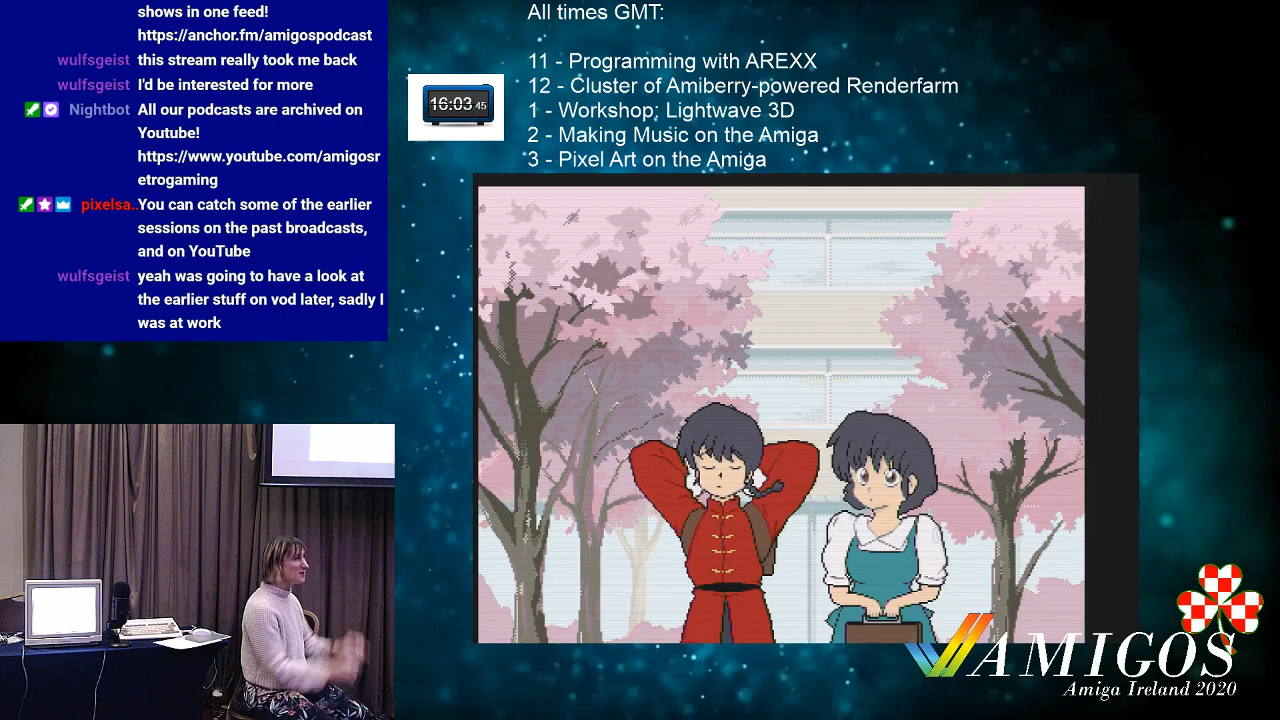 shows in one feed!
https://anchor.fm/amigospodcast
wulfsgeist this stream really took me back
wulfsgeist I'd be interested for more
Nightbot All our podcasts are archived on
Youtube!
https://www.youtube.com/amigosr
etrogaming
pixelsa.. You can catch some of the earlier
sessions on the past broadcasts,
and on YouTube
wulfsgeist yeah was going to have a look at
the earlier stuff on vod later, sadly I
was at work
All times GMT:
16:03 45
11 - Programming with AREXX
12 - Cluster of Amiberry-powered Renderfarm
1 - Workshop; Lightwave 3D
2 - Making Music on the Amiga
3 - Pixel Art on the Amiga
AMIGOS
Amiga Ireland 2020